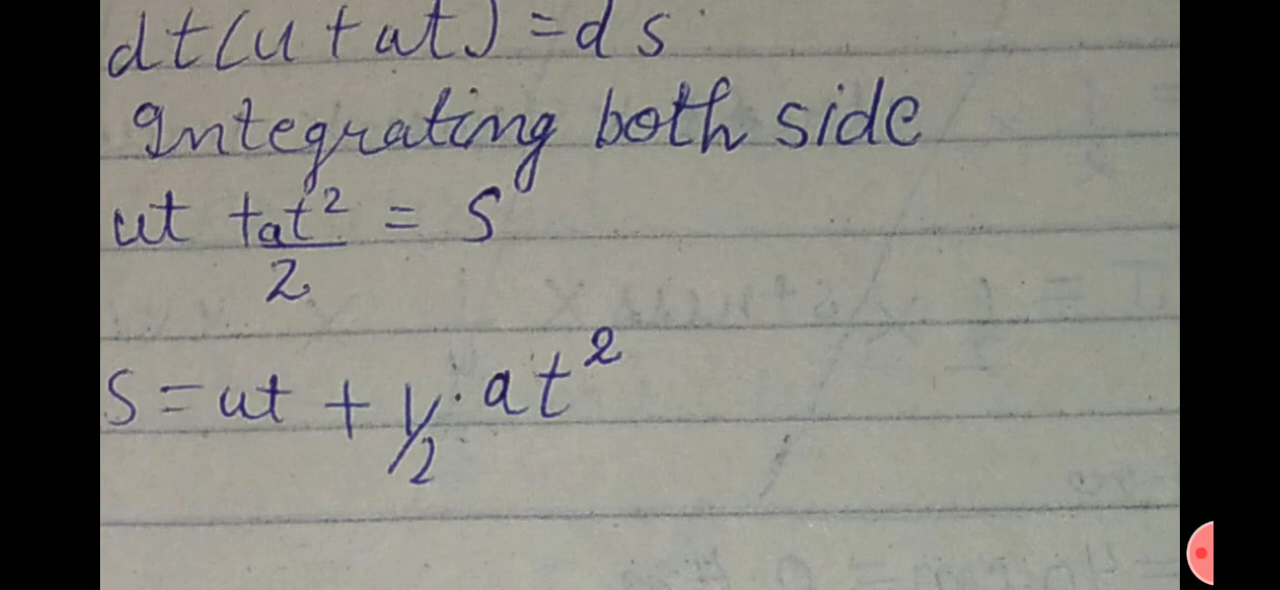 dt(u+at) = ds
Integrating both side
ut + at²/2 = S
S = ut + 1/2 · at²